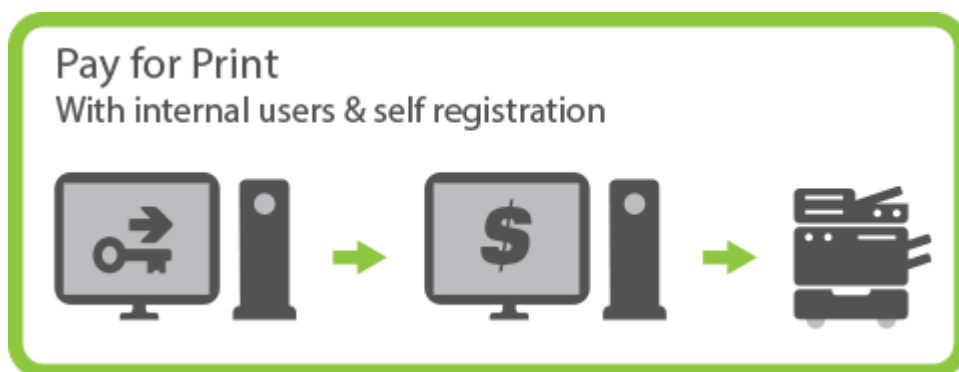 Pay for Print
With internal users & self registration
$